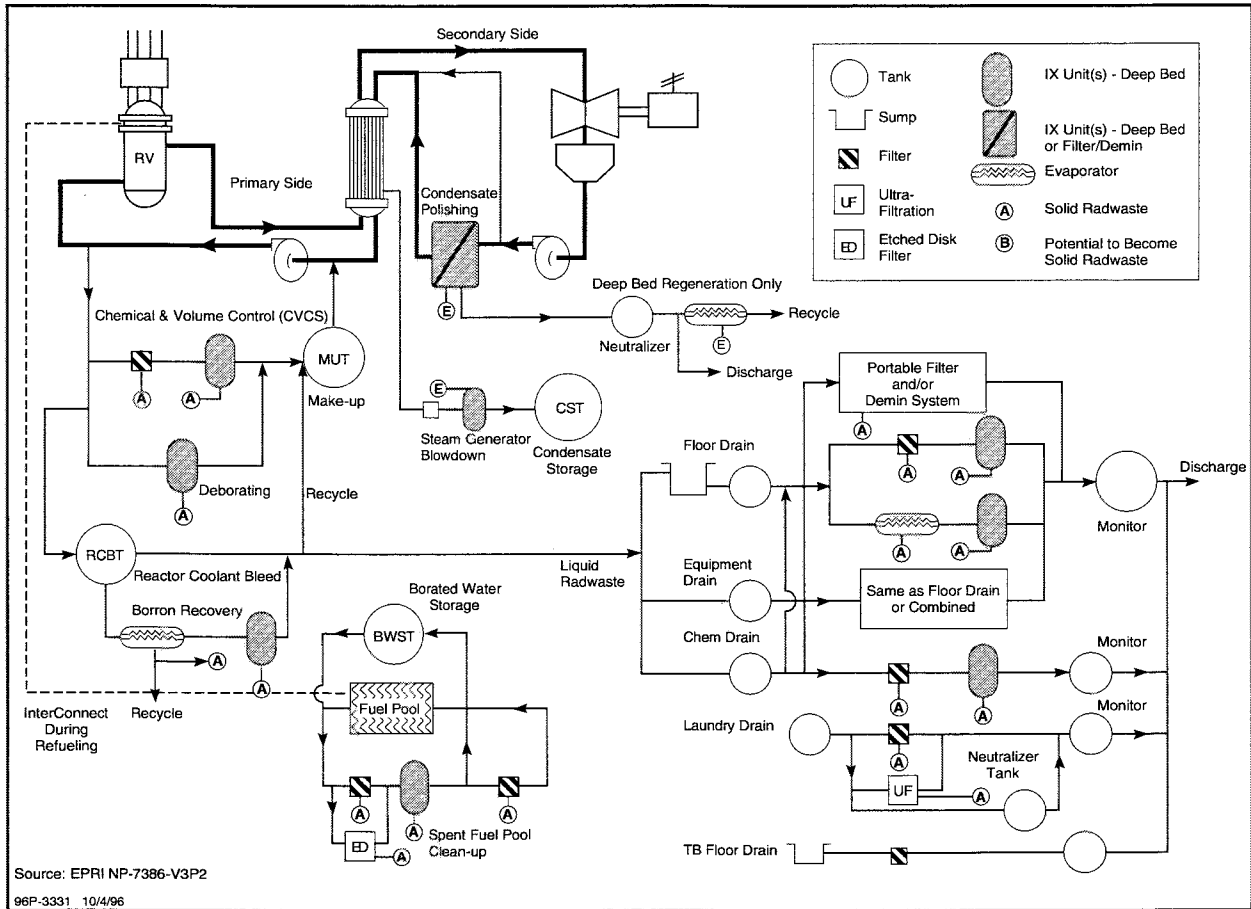 Secondary Side
RV
Primary Side
Condensate
Polishing
E
Deep Bed Regeneration Only
Neutralizer
E
Recycle
Discharge
Chemical & Volume Control (CVCS)
A
A
MUT
Make-up
Deborating
A
Recycle
E
Steam Generator
Blowdown
CST
Condensate
Storage
RCBT
Reactor Coolant Bleed
Borron Recovery
A
A
Recycle
InterConnect
During
Refueling
Borated Water
Storage
BWST
Fuel Pool
A
A
ED
A
A
Spent Fuel Pool
Clean-up
Liquid
Radwaste
Portable Filter
and/or
Demin System
A
Floor Drain
A
A
A
A
Monitor
Discharge
Equipment
Drain
Same as Floor Drain
or Combined
Chem Drain
A
A
Monitor
Laundry Drain
A
UF
A
Neutralizer
Tank
Monitor
TB Floor Drain
Tank
Sump
Filter
UF
Ultra-
Filtration
ED
Etched Disk
Filter
IX Unit(s) - Deep Bed
IX Unit(s) - Deep Bed
or Filter/Demin
Evaporator
A
Solid Radwaste
B
Potential to Become
Solid Radwaste
Source: EPRI NP-7386-V3P2
96P-3331 10/4/96